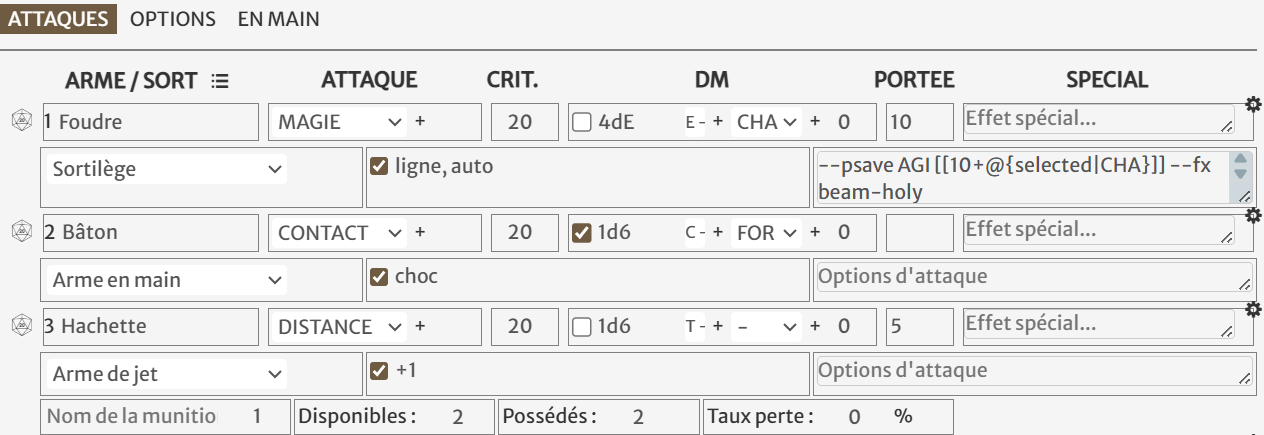 ATTAQUES OPTIONS EN MAIN
ARME / SORT ATTAQUE CRIT. DM PORTEE SPECIAL
1 Foudre MAGIE + 20 4dE E - + CHA + 0 10 Effet spécial...
Sortilège ligne, auto --psave AGI [[10+@{selected|CHA}]] --fx
beam-holy
2 Bâton CONTACT + 20 1d6 C - + FOR + 0 Effet spécial...
Arme en main choc Options d'attaque
3 Hachette DISTANCE + 20 1d6 T - + - + 0 5 Effet spécial...
Arme de jet +1 Options d'attaque
Nom de la munitio 1 Disponibles : 2 Possédés : 2 Taux perte : 0 %